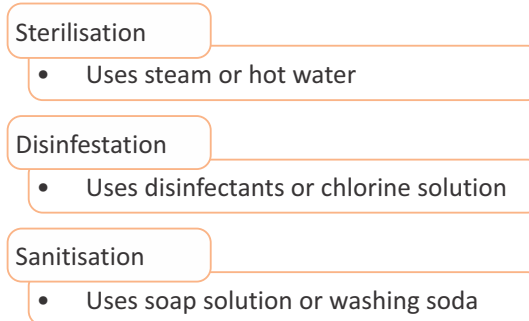 Sterilisation
• Uses steam or hot water
Disinfestation
• Uses disinfectants or chlorine solution
Sanitisation
• Uses soap solution or washing soda